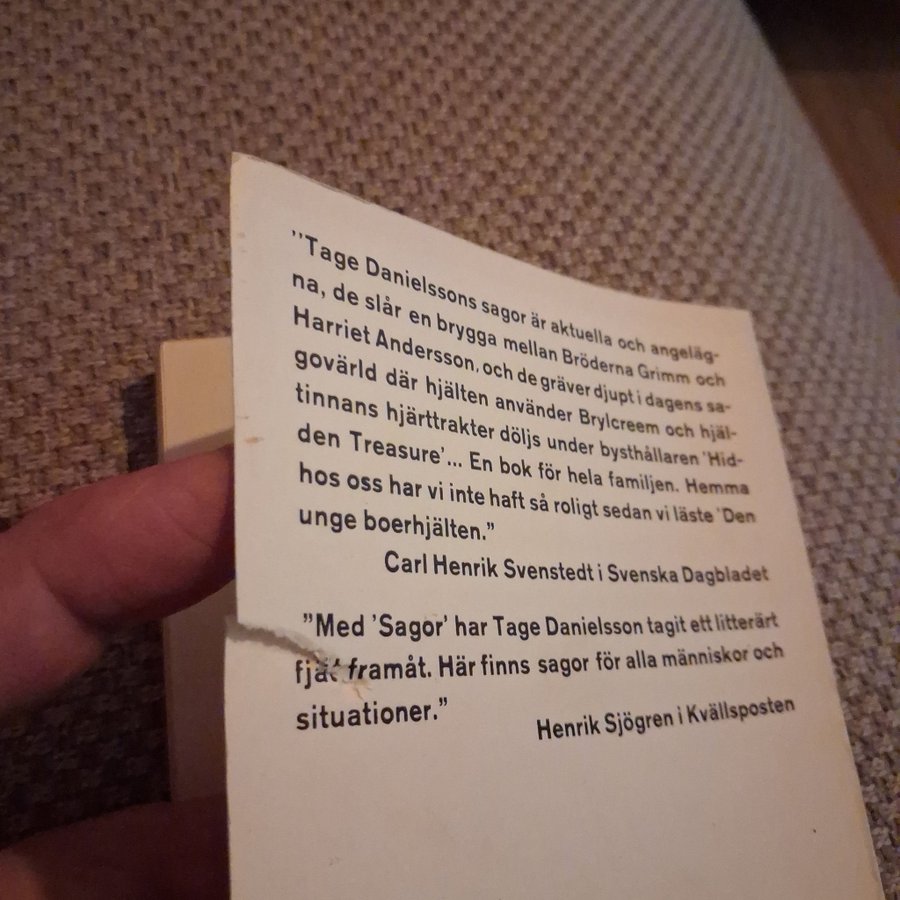 ”Tage Danielssons sagor är aktuella och angeläg-
na, de slår en brygga mellan Bröderna Grimm och
Harriet Andersson, och de gräver djupt i dagens sa-
govärld där hjälten använder Brylcreem och hjäl-
tinnans hjärttrakter döljs under bysthållaren 'Hid-
den Treasure'... En bok för hela familjen. Hemma
hos oss har vi inte haft så roligt sedan vi läste 'Den
unge boerhjälten.”
Carl Henrik Svenstedt i Svenska Dagbladet
”Med 'Sagor' har Tage Danielsson tagit ett litterärt
framåt. Här finns sagor för alla människor och
situationer.”
Henrik Sjögren i Kvällsposten